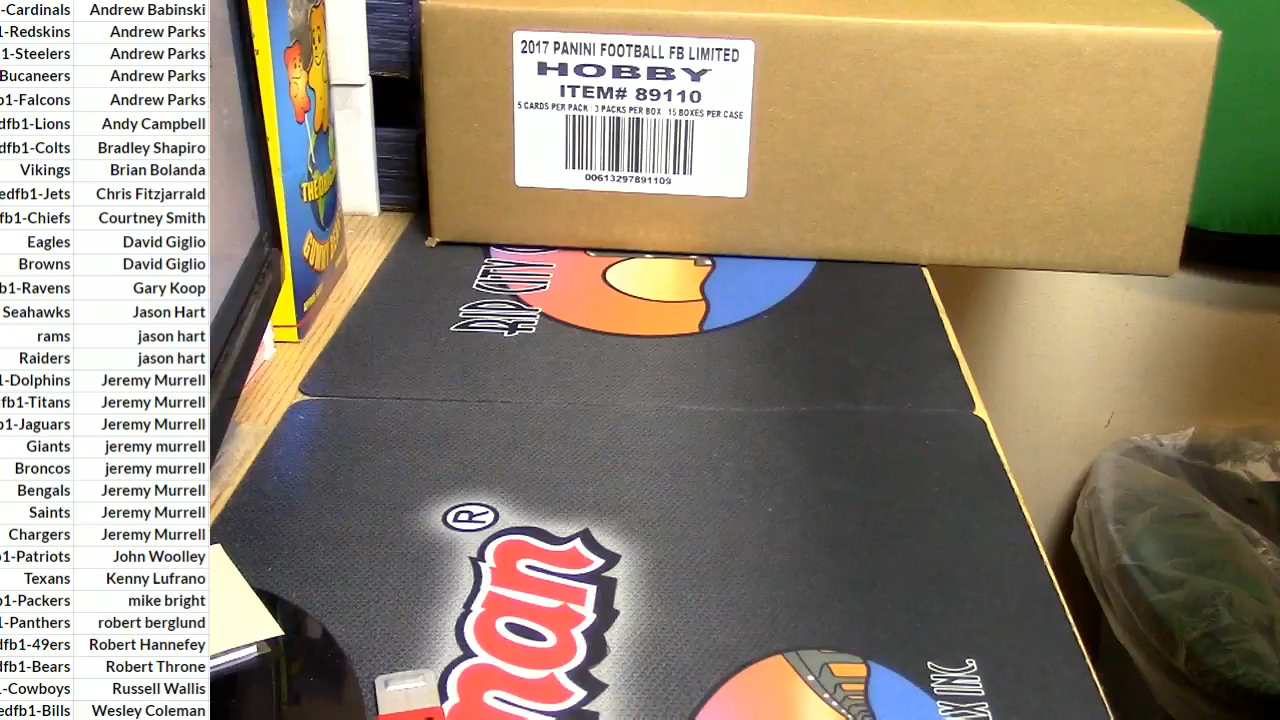 -Cardinals Andrew Babinski
1-Redskins Andrew Parks
1-Steelers Andrew Parks
Bucaneers Andrew Parks
b1-Falcons Andrew Parks
dfb1-Lions Andy Campbell
dfb1-Colts Bradley Shapiro
Vikings Brian Bolanda
edfb1-Jets Chris Fitzjarrald
fb1-Chiefs Courtney Smith
Eagles David Giglio
Browns David Giglio
b1-Ravens Gary Koop
Seahawks Jason Hart
rams jason hart
Raiders jason hart
1-Dolphins Jeremy Murrell
fb1-Titans Jeremy Murrell
b1-Jaguars Jeremy Murrell
Giants jeremy murrell
Broncos jeremy murrell
Bengals Jeremy Murrell
Saints Jeremy Murrell
Chargers Jeremy Murrell
1-Patriots John Woolley
Texans Kenny Lufrano
b1-Packers mike bright
1-Panthers robert berglund
dfb1-49ers Robert Hannefey
dfb1-Bears Robert Throne
1-Cowboys Russell Wallis
edfb1-Bills Wesley Coleman
2017 PANINI FOOTBALL FB LIMITED
HOBBY
ITEM# 89110
5 CARDS PER PACK 3 PACKS PER BOX 15 BOXES PER CASE
00613297891109
RIP CITY
man
®
INC